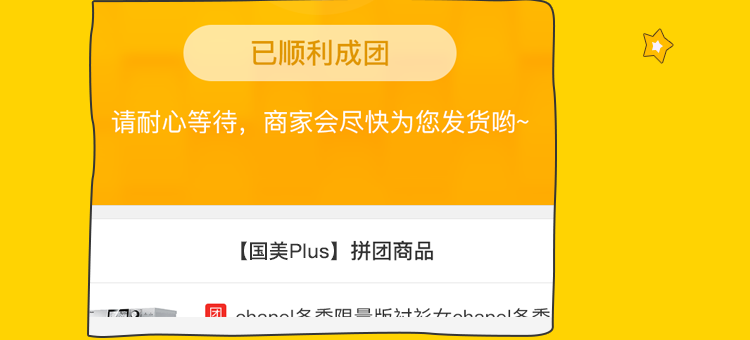 已顺利成团
请耐心等待，商家会尽快为您发货哟~
【国美Plus】拼团商品
团 chanel冬季限量版衬衫女chanel冬季